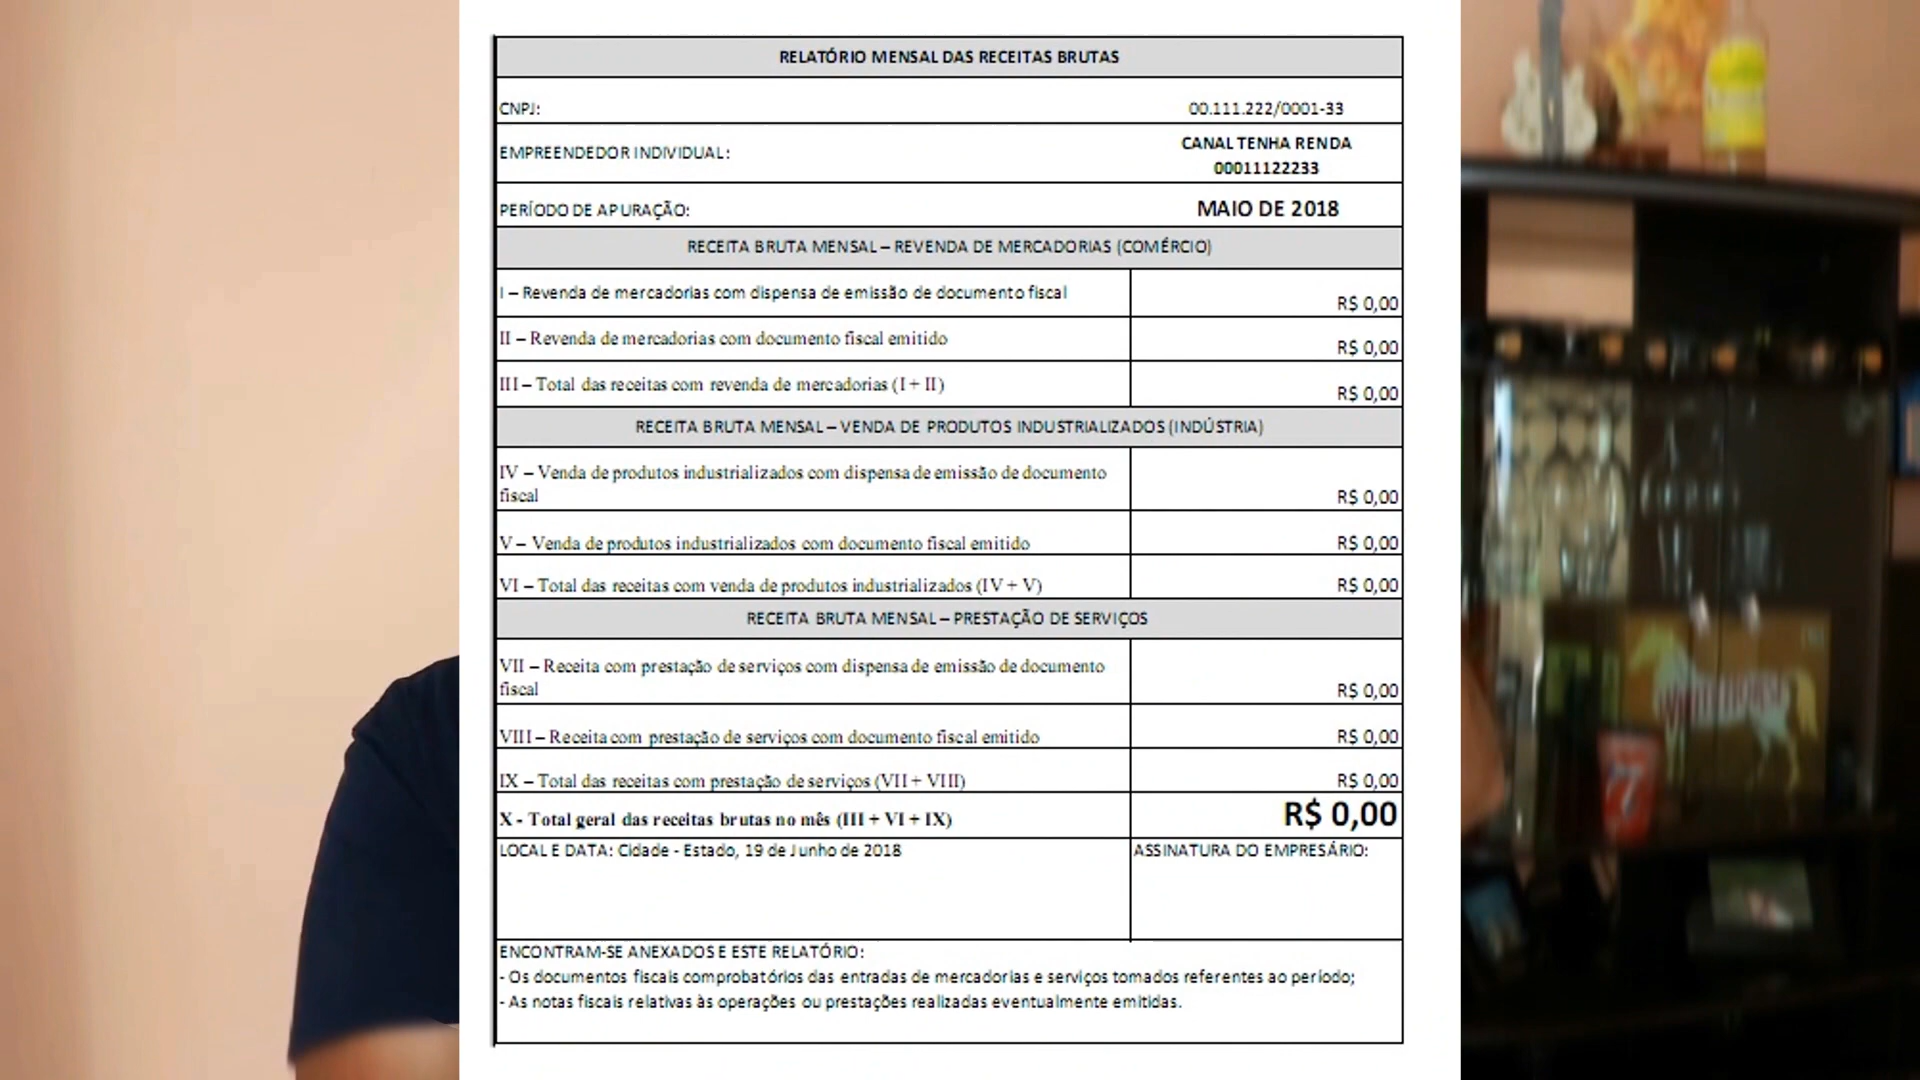 RELATÓRIO MENSAL DAS RECEITAS BRUTAS
CNPJ: 00.111.222/0001-33
EMPREENDEDOR INDIVIDUAL: CANAL TENHA RENDA
00011122233
PERÍODO DE APURAÇÃO: MAIO DE 2018
RECEITA BRUTA MENSAL – REVENDA DE MERCADORIAS (COMÉRCIO)
I – Revenda de mercadorias com dispensa de emissão de documento fiscal R$ 0,00
II – Revenda de mercadorias com documento fiscal emitido R$ 0,00
III – Total das receitas com revenda de mercadorias (I + II) R$ 0,00
RECEITA BRUTA MENSAL – VENDA DE PRODUTOS INDUSTRIALIZADOS (INDÚSTRIA)
IV – Venda de produtos industrializados com dispensa de emissão de documento
fiscal R$ 0,00
V – Venda de produtos industrializados com documento fiscal emitido R$ 0,00
VI – Total das receitas com venda de produtos industrializados (IV + V) R$ 0,00
RECEITA BRUTA MENSAL – PRESTAÇÃO DE SERVIÇOS
VII – Receita com prestação de serviços com dispensa de emissão de documento
fiscal R$ 0,00
VIII – Receita com prestação de serviços com documento fiscal emitido R$ 0,00
IX – Total das receitas com prestação de serviços (VII + VIII) R$ 0,00
X - Total geral das receitas brutas no mês (III + VI + IX) R$ 0,00
LOCAL E DATA: Cidade - Estado, 19 de Junho de 2018 ASSINATURA DO EMPRESÁRIO:
ENCONTRAM-SE ANEXADOS E ESTE RELATÓRIO:
- Os documentos fiscais comprobatórios das entradas de mercadorias e serviços tomados referentes ao período;
- As notas fiscais relativas às operações ou prestações realizadas eventualmente emitidas.